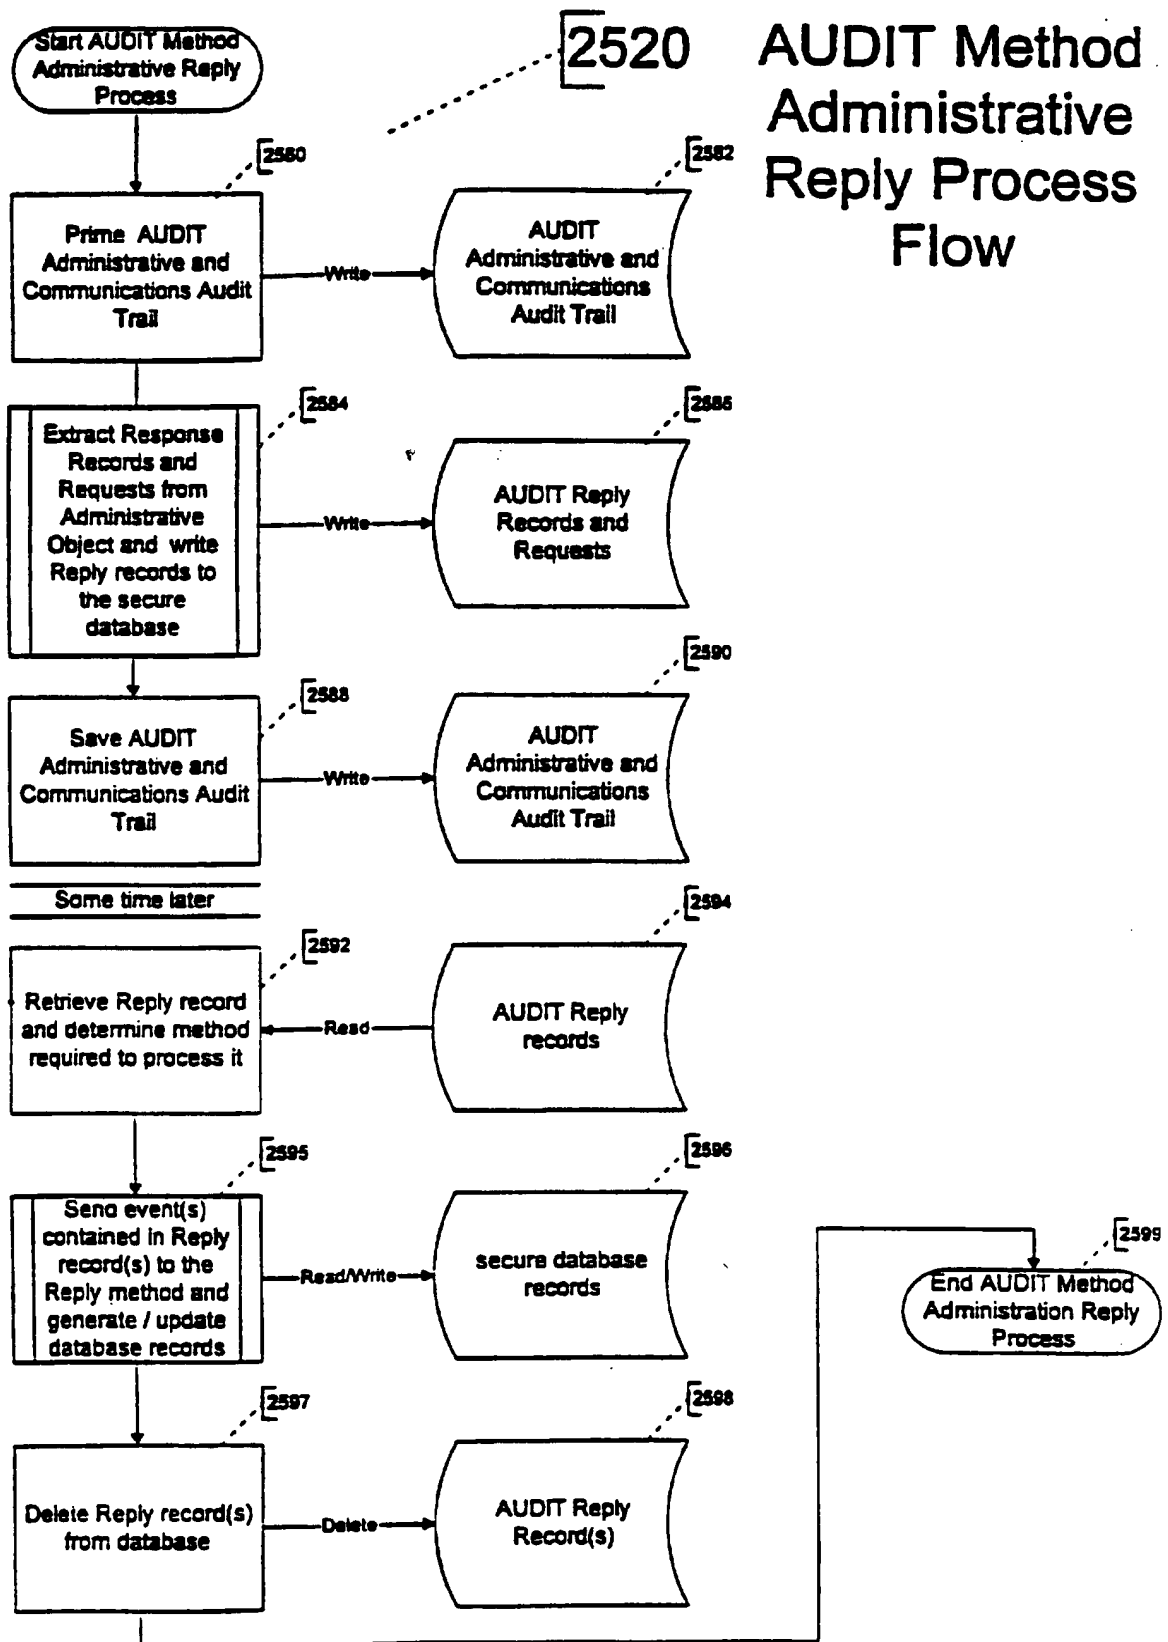 2520
AUDIT Method
Administrative
Reply Process
Flow
Start AUDIT Method
Administrative Reply
Process
2580
Prime AUDIT
Administrative and
Communications Audit
Trail
Write
2582
AUDIT
Administrative and
Communications
Audit Trail
2584
Extract Response
Records and
Requests from
Administrative
Object and write
Reply records to
the secure
database
Write
2586
AUDIT Reply
Records and
Requests
2588
Save AUDIT
Administrative and
Communications Audit
Trail
Write
2590
AUDIT
Administrative and
Communications
Audit Trail
Some time later
2592
Retrieve Reply record
and determine method
required to process it
Read
2594
AUDIT Reply
records
2595
Send event(s)
contained in Reply
record(s) to the
Reply method and
generate / update
database records
Read/Write
2596
secure database
records
2597
Delete Reply record(s)
from database
Delete
2598
AUDIT Reply
Record(s)
2599
End AUDIT Method
Administration Reply
Process